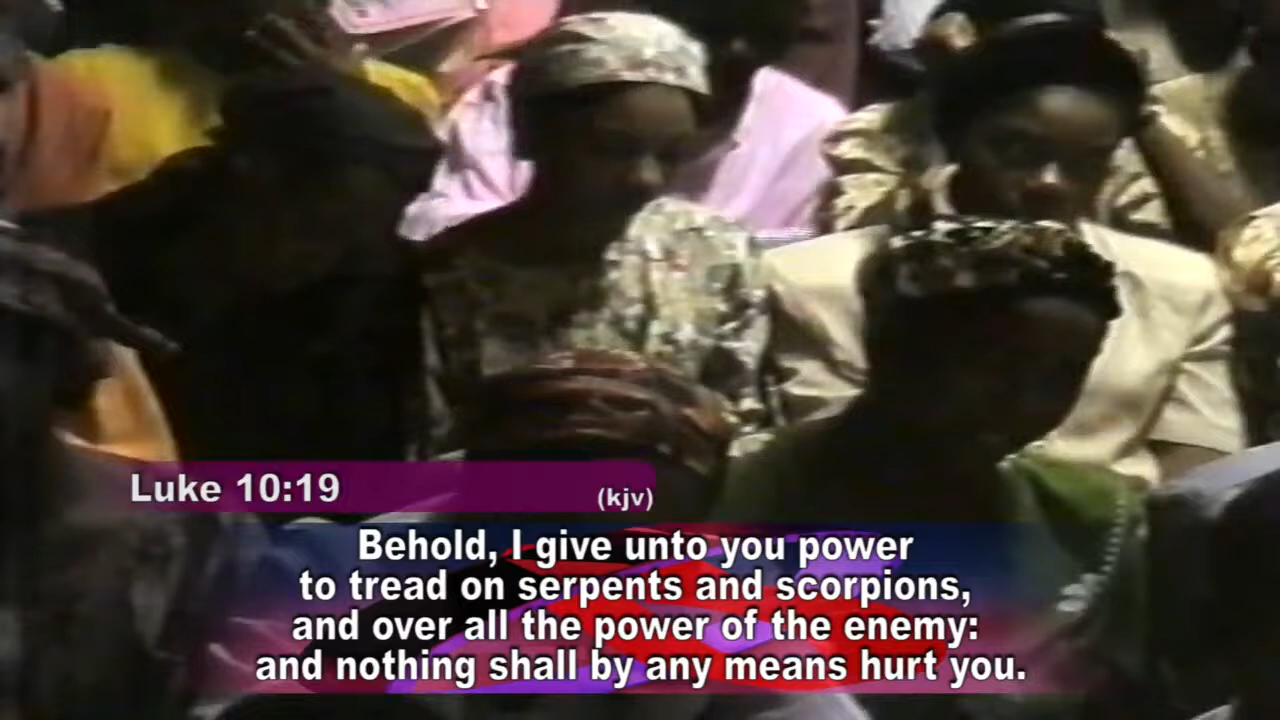 Luke 10:19 (kjv)
Behold, I give unto you power
to tread on serpents and scorpions,
and over all the power of the enemy:
and nothing shall by any means hurt you.